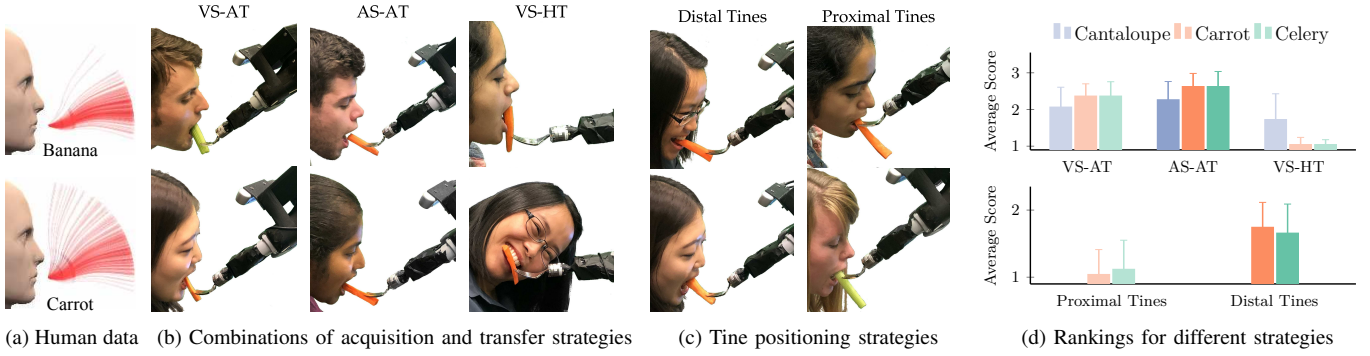 VS-AT AS-AT VS-HT
Distal Tines Proximal Tines
Banana
Carrot
Cantaloupe Carrot Celery
Average Score
3
2
1
VS-AT AS-AT VS-HT
Average Score
2
1
Proximal Tines Distal Tines
(a) Human data (b) Combinations of acquisition and transfer strategies (c) Tine positioning strategies (d) Rankings for different strategies